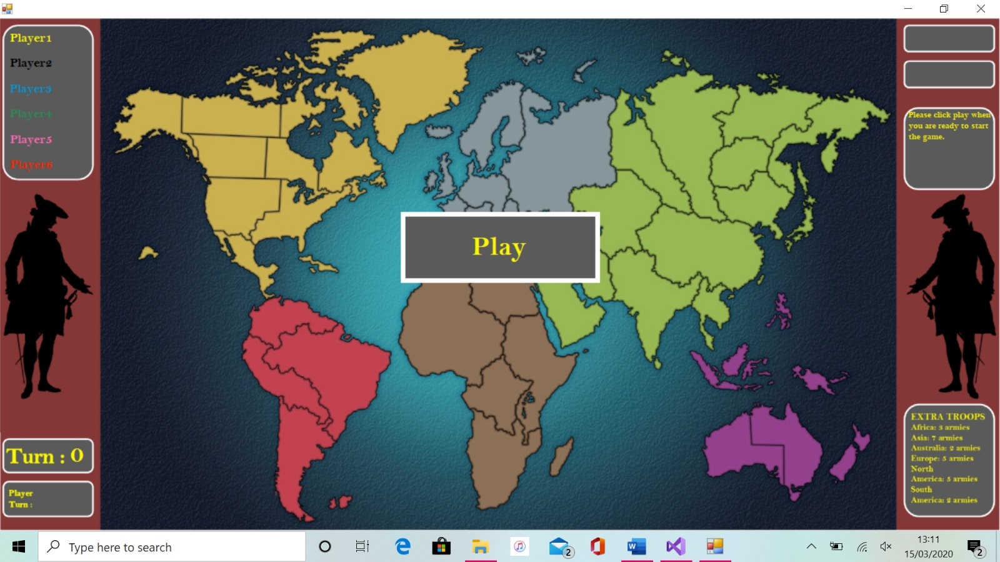 Player1
Player2
Player3
Player4
Player5
Player6
Turn : 0
Player
Turn :
Play
Please click play when
you are ready to start
the game.
EXTRA TROOPS
Africa: 3 armies
Asia: 7 armies
Australia: 2 armies
Europe: 5 armies
North
America: 5 armies
South
America: 2 armies
Type here to search
2
13:11
15/03/2020
2